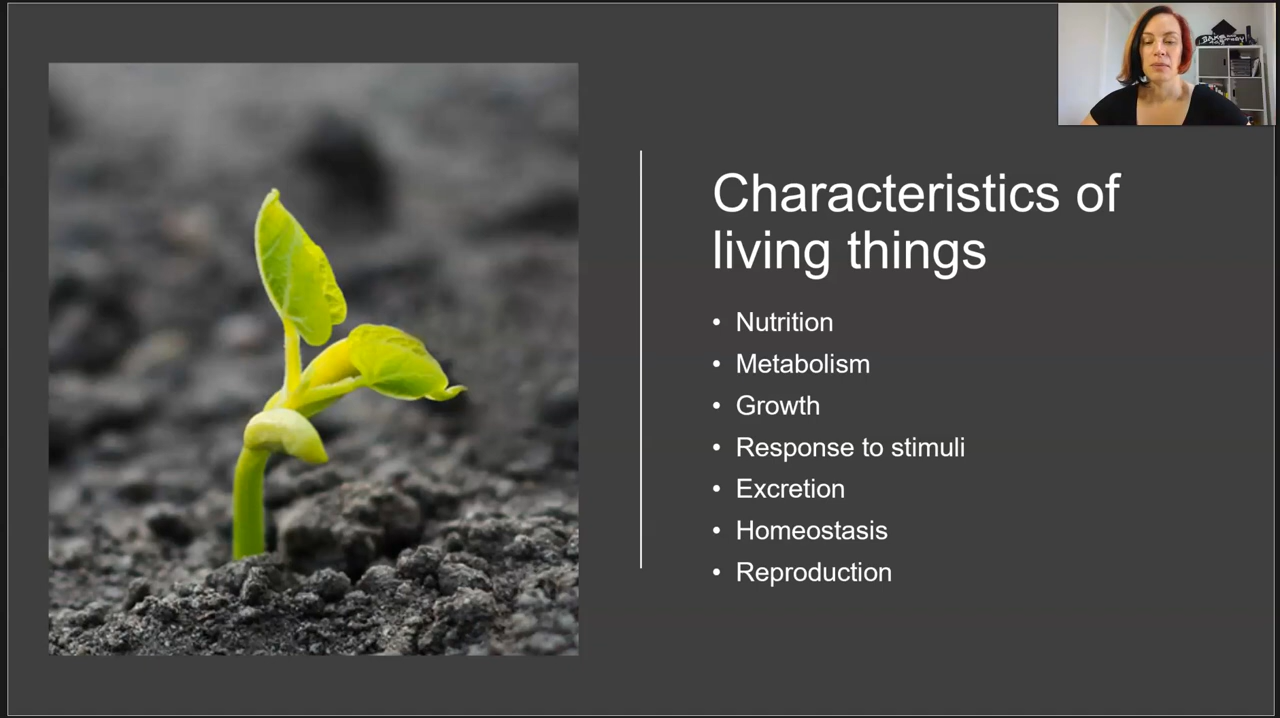 Characteristics of
living things
• Nutrition
• Metabolism
• Growth
• Response to stimuli
• Excretion
• Homeostasis
• Reproduction